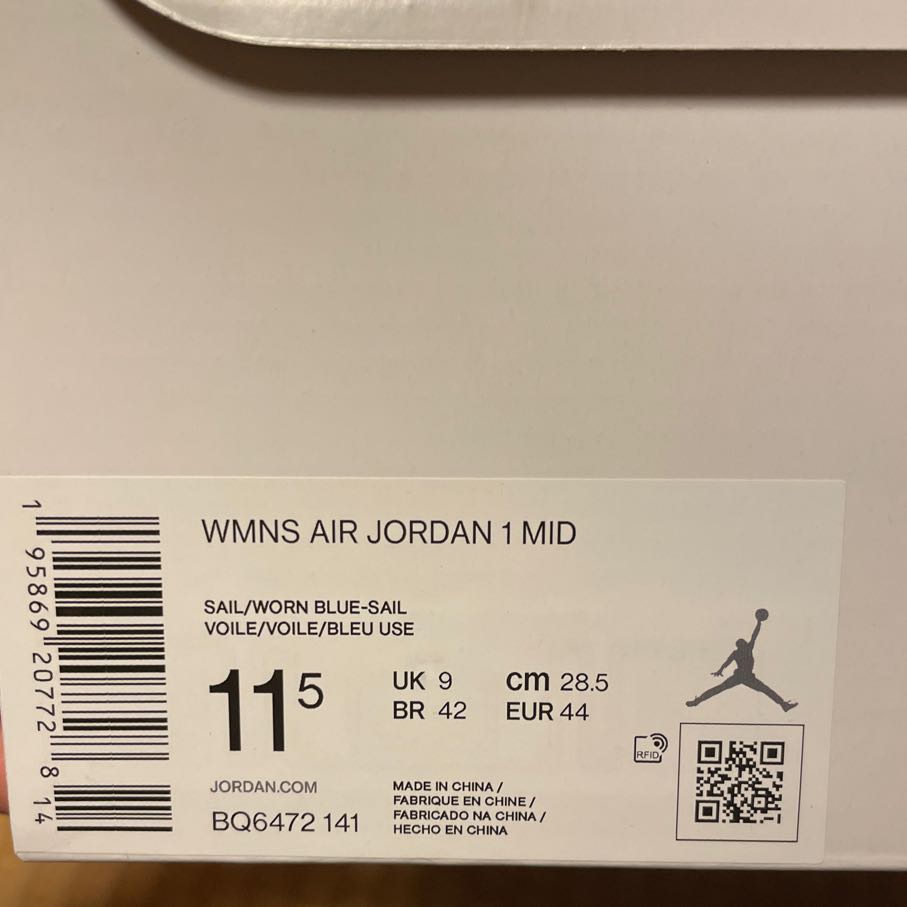 WMNS AIR JORDAN 1 MID
SAIL/WORN BLUE-SAIL
VOILE/VOILE/BLEU USE
11 5
UK 9
cm 28.5
BR 42
EUR 44
RFID
JORDAN.COM
BQ6472 141
MADE IN CHINA /
FABRIQUE EN CHINE /
FABRICADO NA CHINA /
HECHO EN CHINA
1 95869 20772 8 14